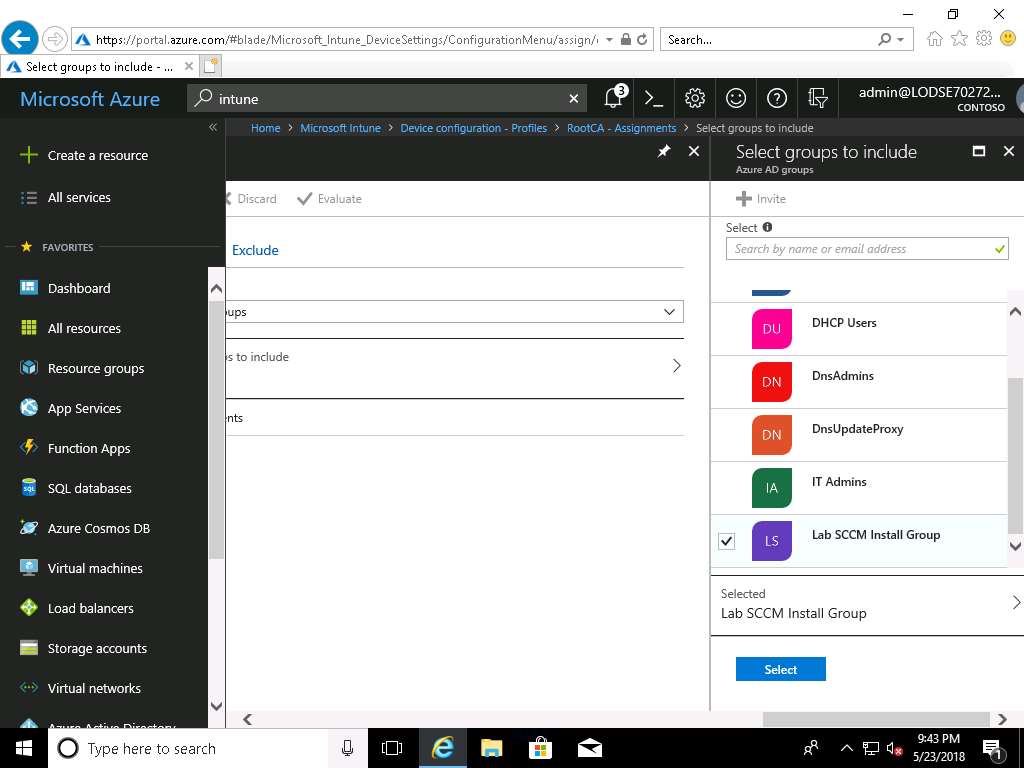 https://portal.azure.com/#blade/Microsoft_Intune_DeviceSettings/ConfigurationMenu/assign/
Search...
Select groups to include - ...
Microsoft Azure
intune
3
>_
admin@LODSE70272...
CONTOSO
Home > Microsoft Intune > Device configuration - Profiles > RootCA - Assignments > Select groups to include
Create a resource
All services
FAVORITES
Dashboard
All resources
Resource groups
App Services
Function Apps
SQL databases
Azure Cosmos DB
Virtual machines
Load balancers
Storage accounts
Virtual networks
Azure Active Directory
Discard
Evaluate
Exclude
ups
s to include
ents
Select groups to include
Azure AD groups
Invite
Select
Search by name or email address
DU
DHCP Users
DN
DnsAdmins
DN
DnsUpdateProxy
IA
IT Admins
LS
Lab SCCM Install Group
Selected
Lab SCCM Install Group
Select
Type here to search
9:43 PM
5/23/2018
1